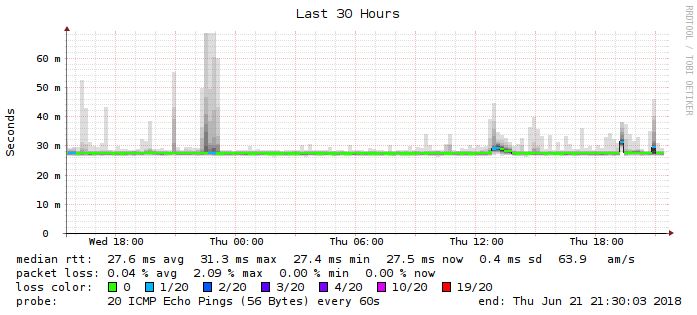 Last 30 Hours
RRDTOOL / TOBI OETIKER
Seconds
60 m
50 m
40 m
30 m
20 m
10 m
0
Wed 18:00 Thu 00:00 Thu 06:00 Thu 12:00 Thu 18:00
median rtt: 27.6 ms avg 31.3 ms max 27.4 ms min 27.5 ms now 0.4 ms sd 63.9 am/s
packet loss: 0.04 % avg 2.09 % max 0.00 % min 0.00 % now
loss color: 0 1/20 2/20 3/20 4/20 10/20 19/20
probe: 20 ICMP Echo Pings (56 Bytes) every 60s end: Thu Jun 21 21:30:03 2018